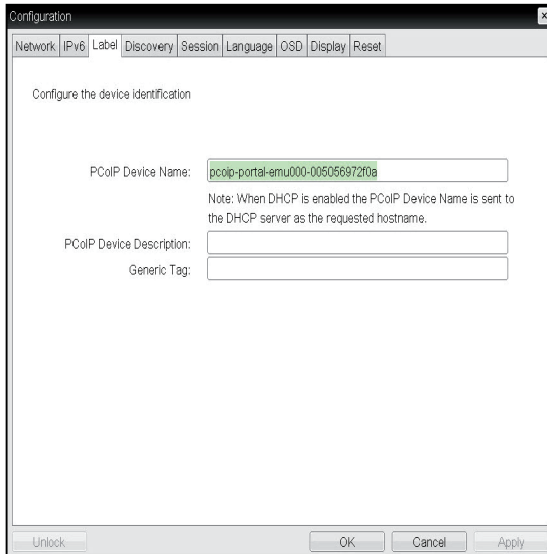 Configuration
Network IPv6 Label Discovery Session Language OSD Display Reset
Configure the device identification
PCoIP Device Name: pcoip-portal-emu000-005056972f0a
Note: When DHCP is enabled the PCoIP Device Name is sent to
the DHCP server as the requested hostname.
PCoIP Device Description:
Generic Tag:
Unlock OK Cancel Apply